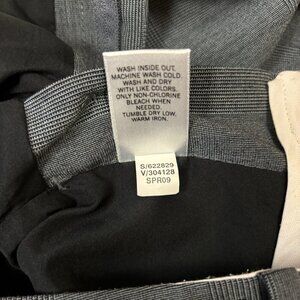 WASH INSIDE OUT.
MACHINE WASH COLD.
WASH AND DRY
WITH LIKE COLORS.
ONLY NON-CHLORINE
BLEACH WHEN
NEEDED.
TUMBLE DRY LOW.
WARM IRON.
S/622829
V/304128
SPR09